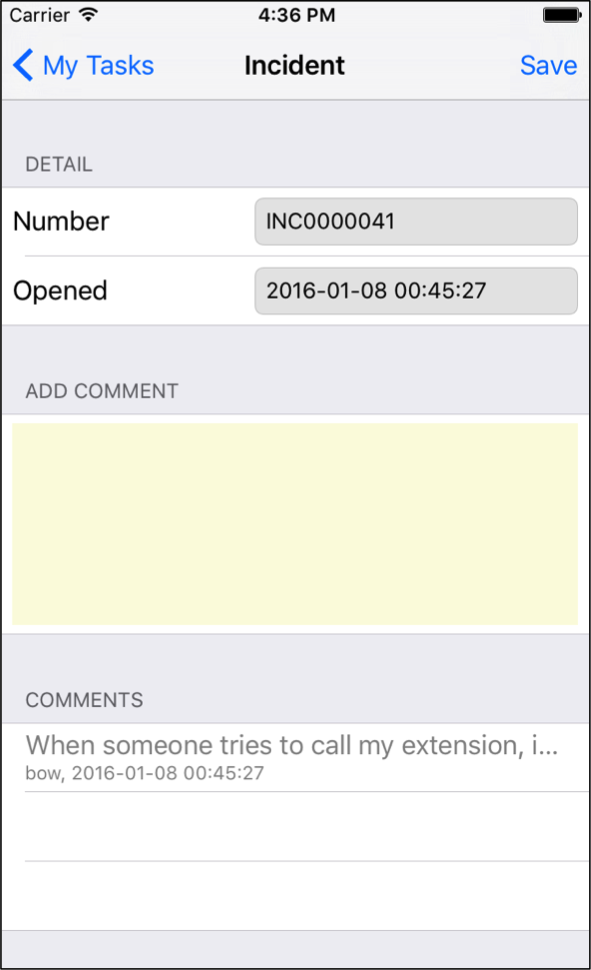 Carrier 4:36 PM
My Tasks Incident Save
DETAIL
Number INC0000041
Opened 2016-01-08 00:45:27
ADD COMMENT
COMMENTS
When someone tries to call my extension, i...
bow, 2016-01-08 00:45:27